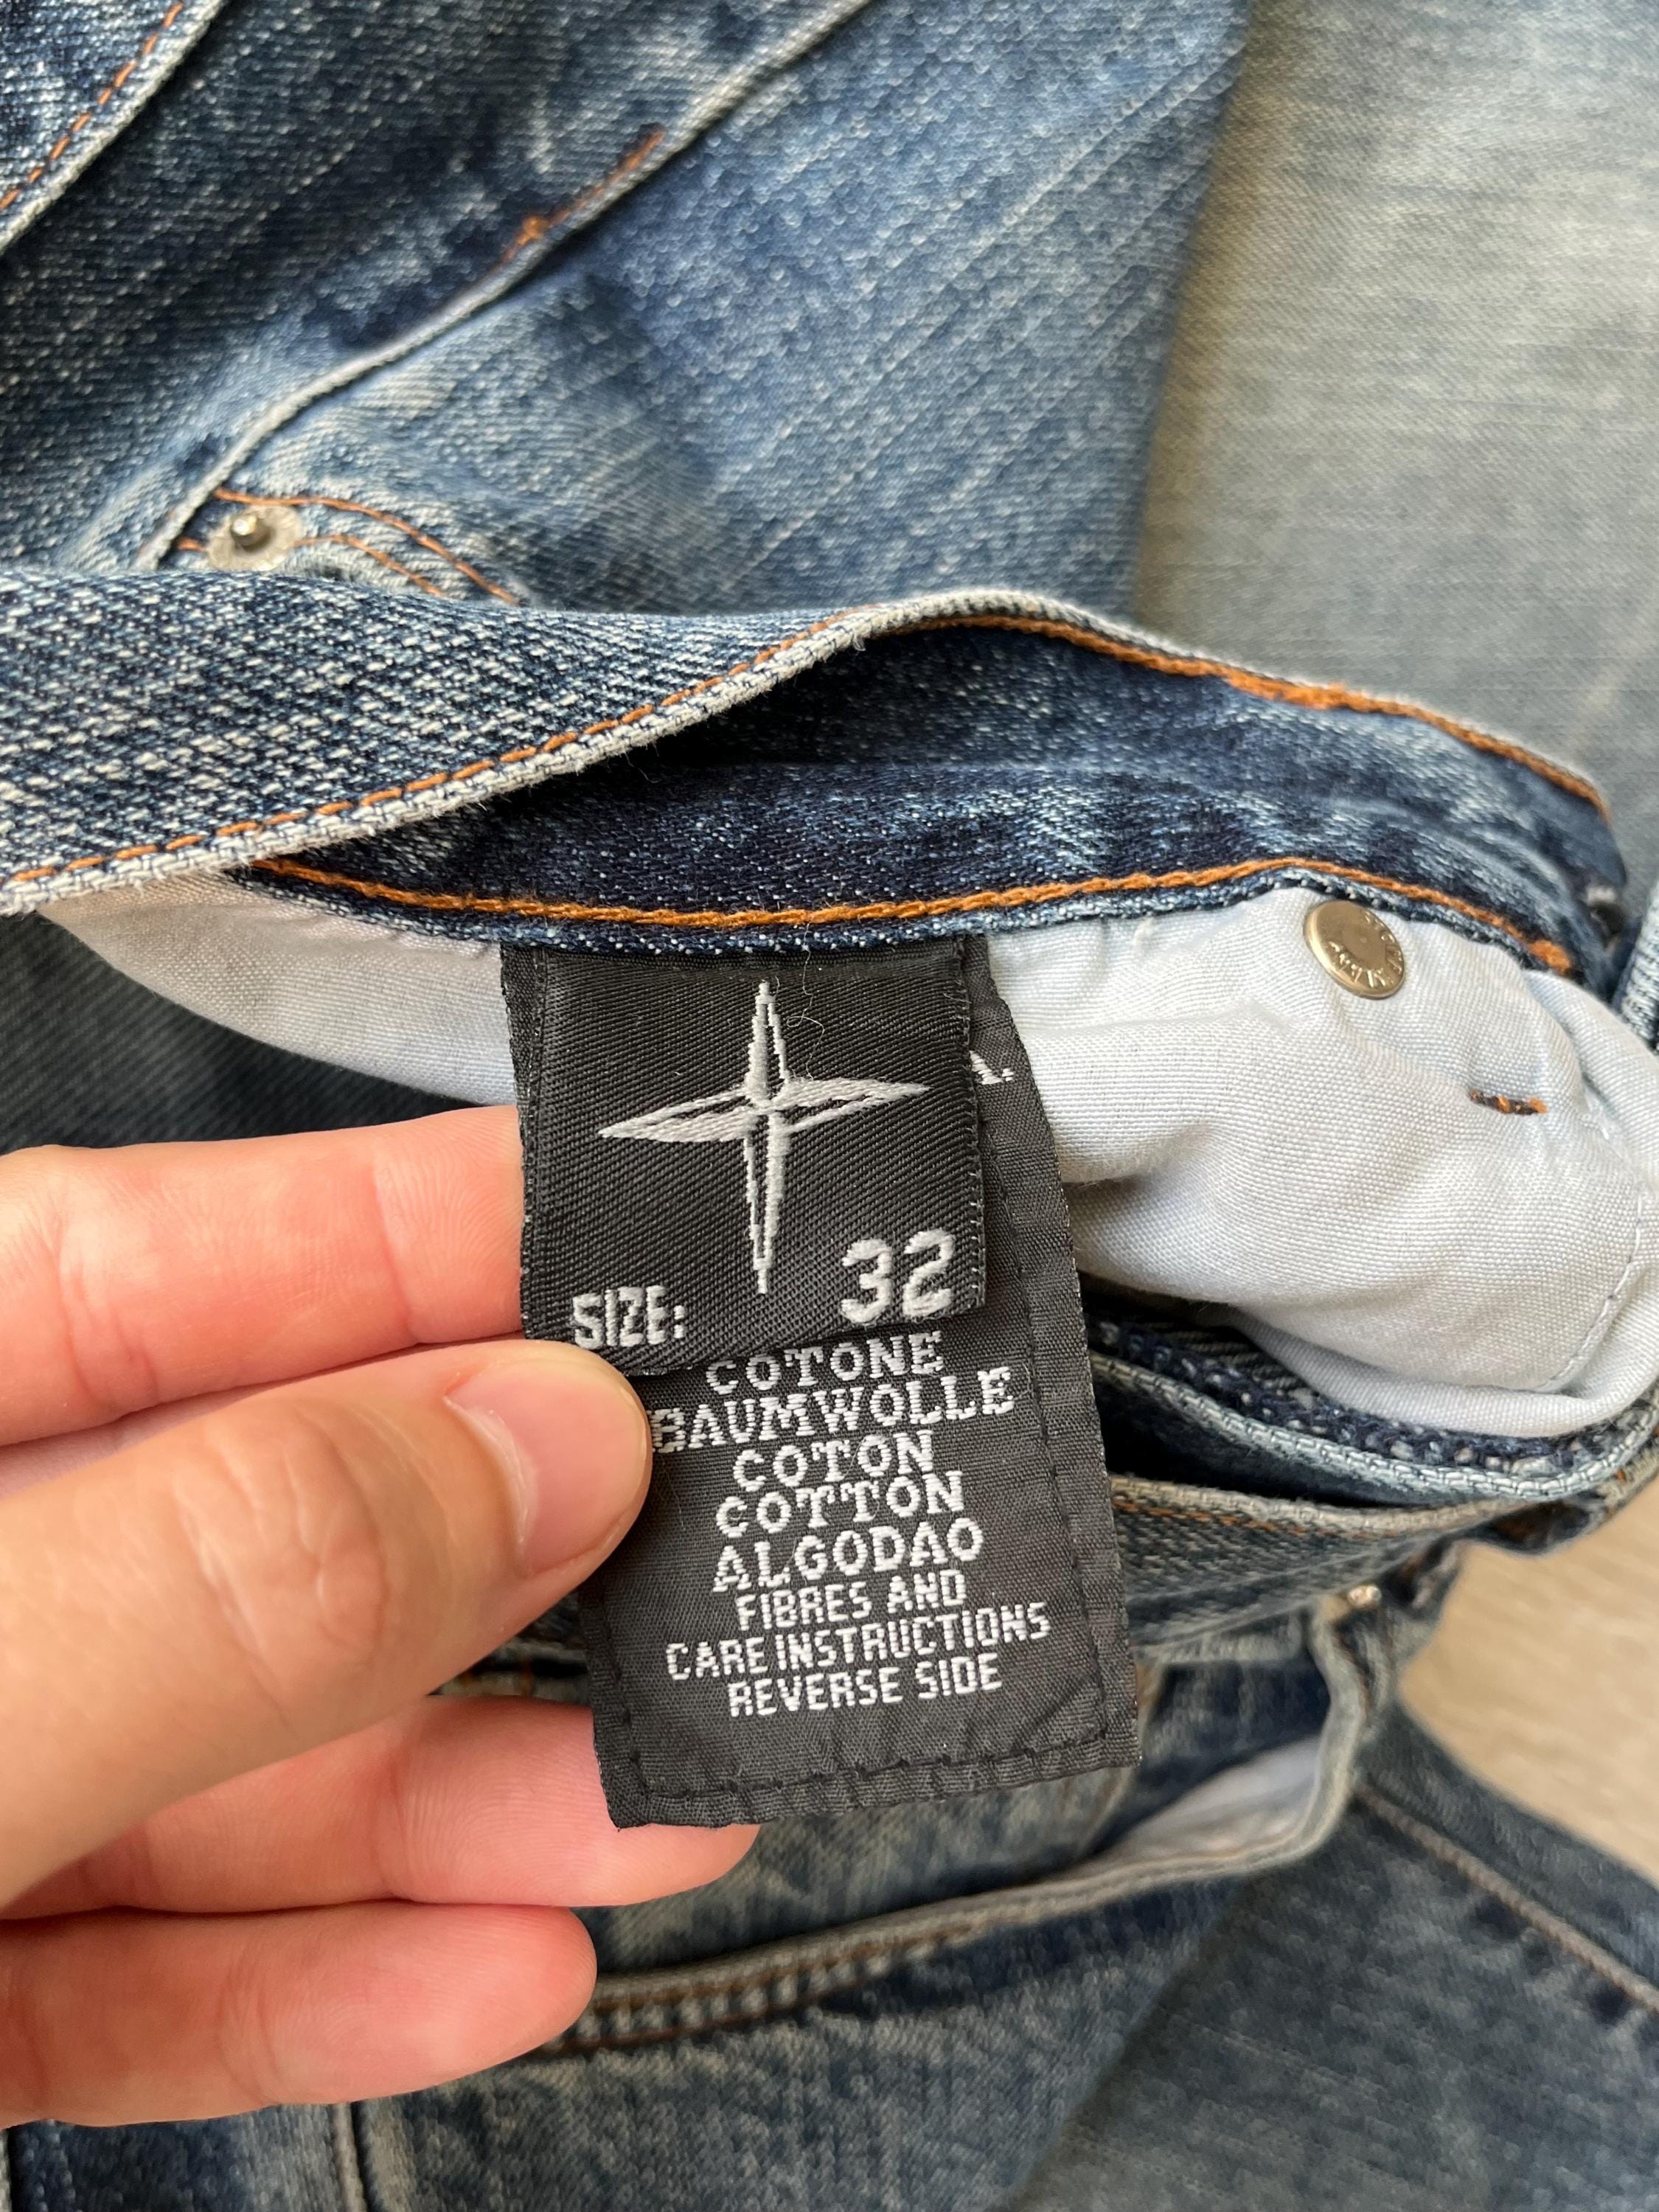 SIZE: 32
COTONE
BAUMWOLLE
COTON
COTTON
ALGODAO
FIBRES AND
CARE INSTRUCTIONS
REVERSE SIDE